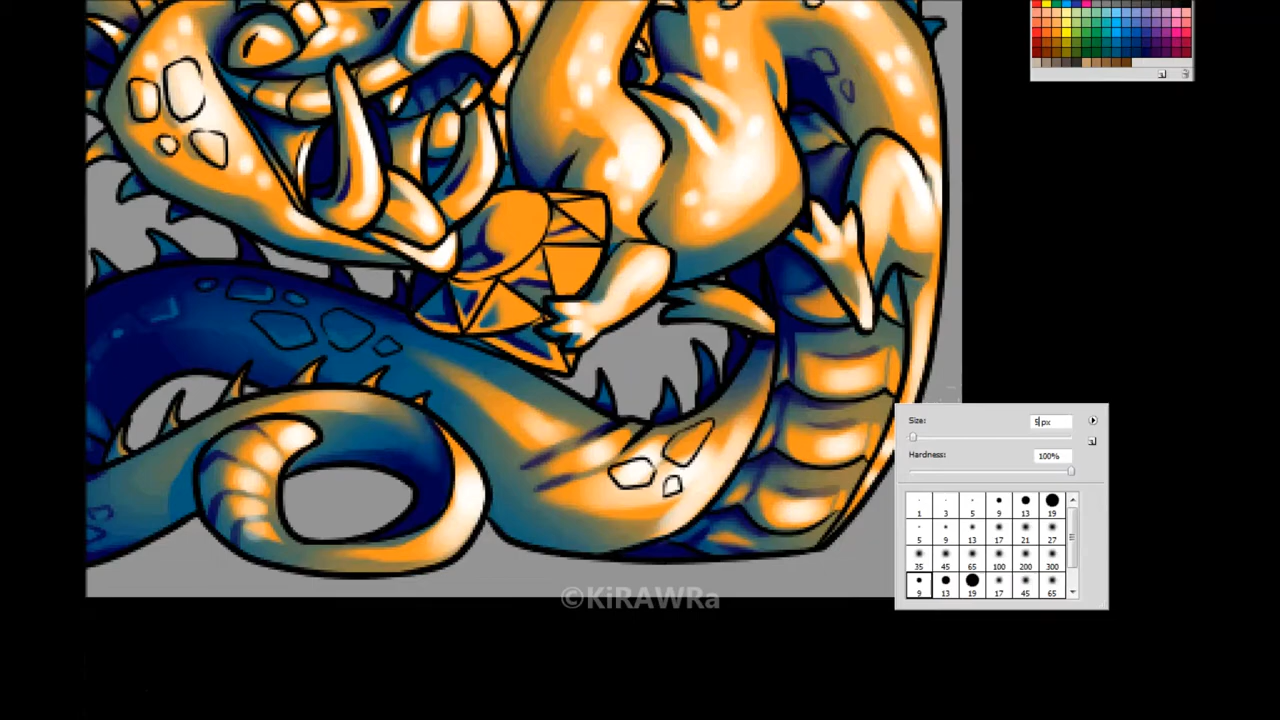 Size:
5px
Hardness:
100%
1 3 5 9 13 19
5 9 13 17 21 27
35 45 65 100 200 300
9 13 19 17 45 65
©KiRAWRa